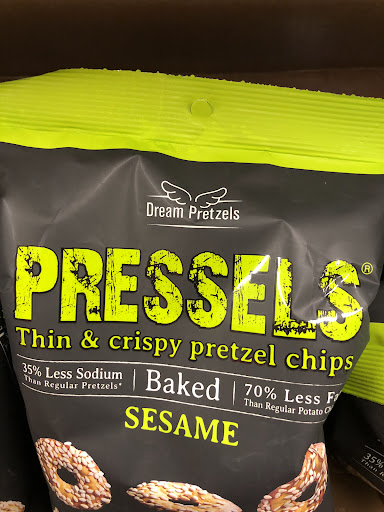 Dream Pretzels
PRESSELS®
Thin & crispy pretzel chips
35% Less Sodium
Than Regular Pretzels*
Baked
70% Less
Than Regular Potato
SESAME
35%